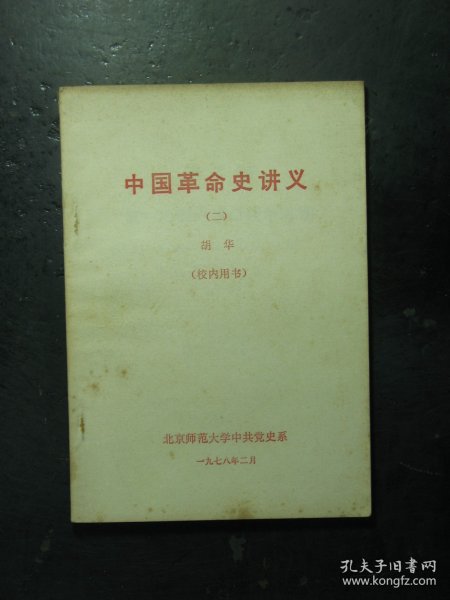 中国革命史讲义
（二）
胡 华
（校内用书）
北京师范大学中共党史系
一九七八年二月
孔夫子旧书网
www.kongfz.com